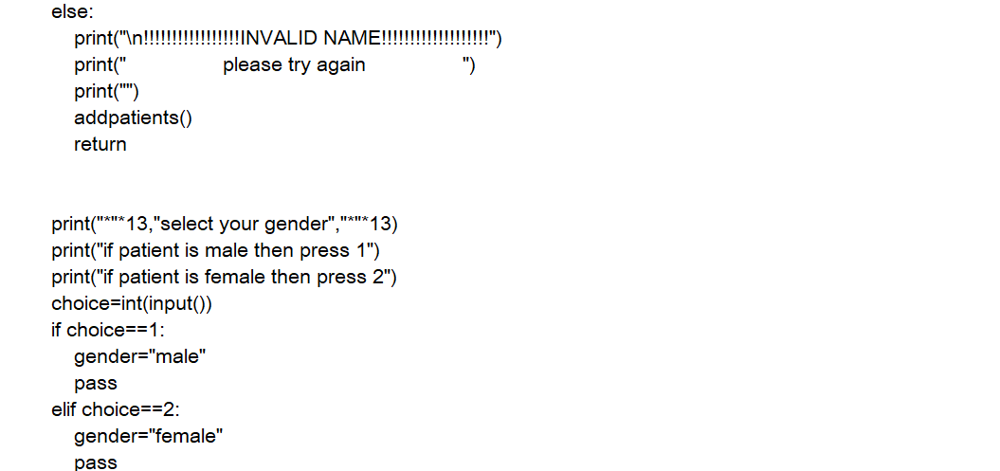 else:
print("\n!!!!!!!!!!!!!!!!!INVALID NAME!!!!!!!!!!!!!!!!!!!")
print("                 please try again                 ")
print("")
addpatients()
return
print("*"*13,"select your gender","*"*13)
print("if patient is male then press 1")
print("if patient is female then press 2")
choice=int(input())
if choice==1:
gender="male"
pass
elif choice==2:
gender="female"
pass